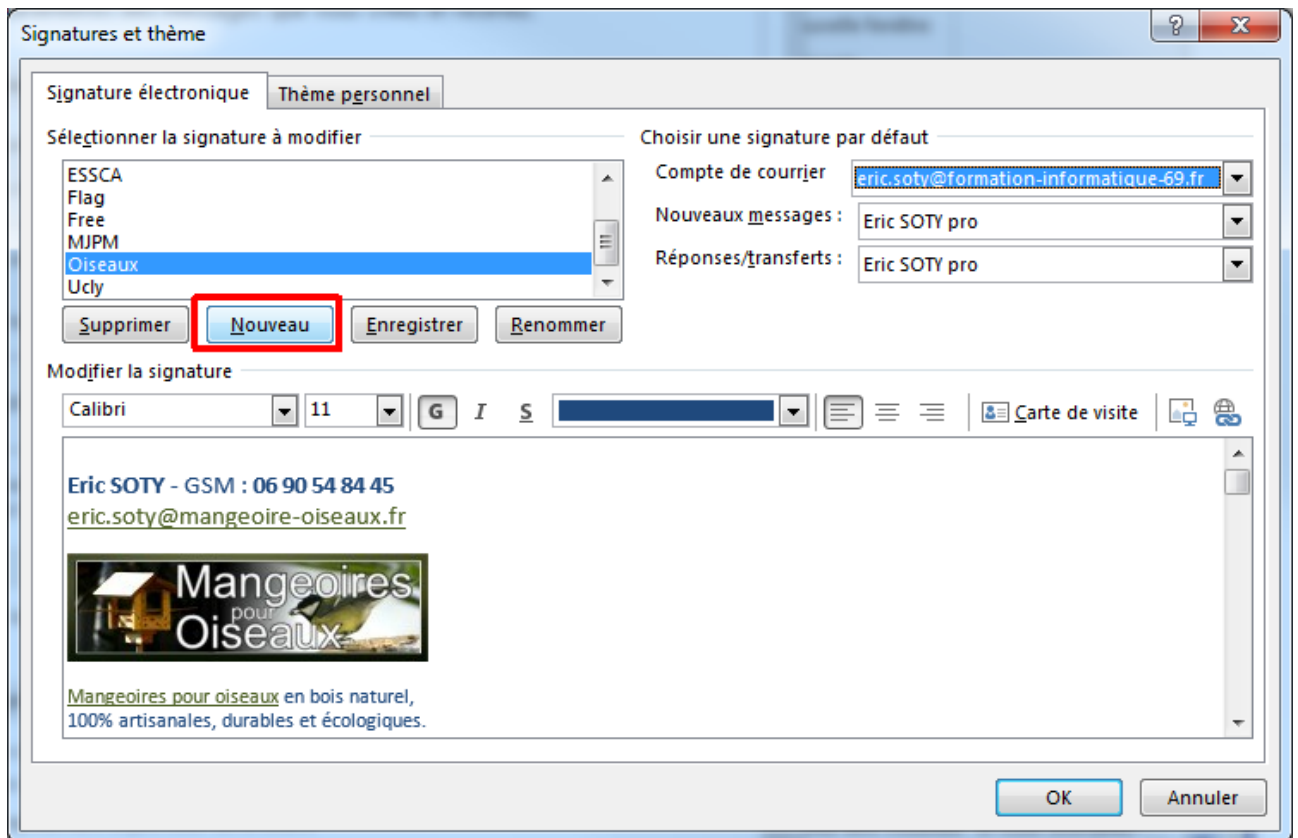 Signatures et thème
Signature électronique
Thème personnel
Sélectionner la signature à modifier
ESSCA
Flag
Free
MJPM
Oiseaux
Ucly
Supprimer
Nouveau
Enregistrer
Renommer
Choisir une signature par défaut
Compte de courrier
eric.soty@formation-informatique-69.fr
Nouveaux messages :
Eric SOTY pro
Réponses/transferts :
Eric SOTY pro
Modifier la signature
Calibri
11
G
I
S
Carte de visite
Eric SOTY - GSM : 06 90 54 84 45
eric.soty@mangeoire-oiseaux.fr
Mangeoires
pour
Oiseaux
Mangeoires pour oiseaux en bois naturel,
100% artisanales, durables et écologiques.
OK
Annuler